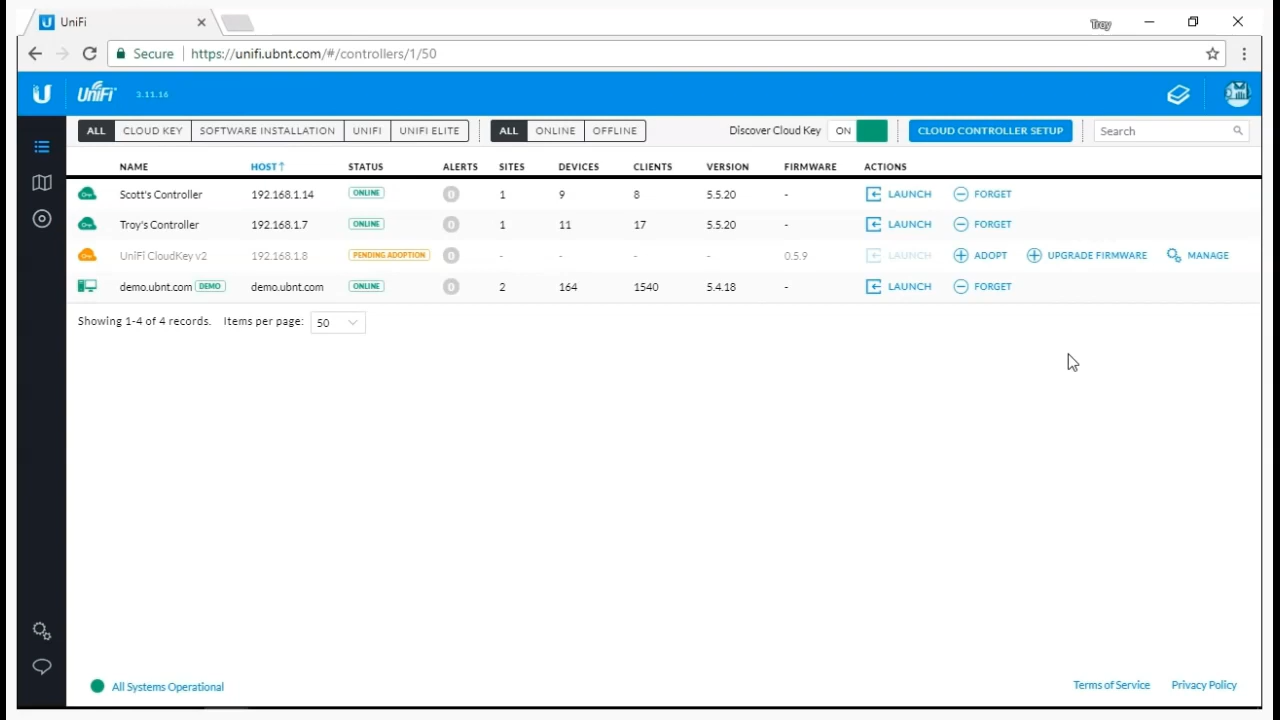 UniFi
Troy
Secure https://unifi.ubnt.com/#/controllers/1/50
U UniFi 3.11.16
ALL CLOUD KEY SOFTWARE INSTALLATION UNIFI UNIFI ELITE ALL ONLINE OFFLINE Discover Cloud Key ON CLOUD CONTROLLER SETUP Search
NAME HOST↑ STATUS ALERTS SITES DEVICES CLIENTS VERSION FIRMWARE ACTIONS
Scott's Controller 192.168.1.14 ONLINE 0 1 9 8 5.5.20 - LAUNCH FORGET
Troy's Controller 192.168.1.7 ONLINE 0 1 11 17 5.5.20 - LAUNCH FORGET
UniFi CloudKey v2 192.168.1.8 PENDING ADOPTION 0 - - - - 0.5.9 LAUNCH ADOPT UPGRADE FIRMWARE MANAGE
demo.ubnt.com DEMO demo.ubnt.com ONLINE 0 2 164 1540 5.4.18 - LAUNCH FORGET
Showing 1-4 of 4 records. Items per page: 50
All Systems Operational Terms of Service Privacy Policy